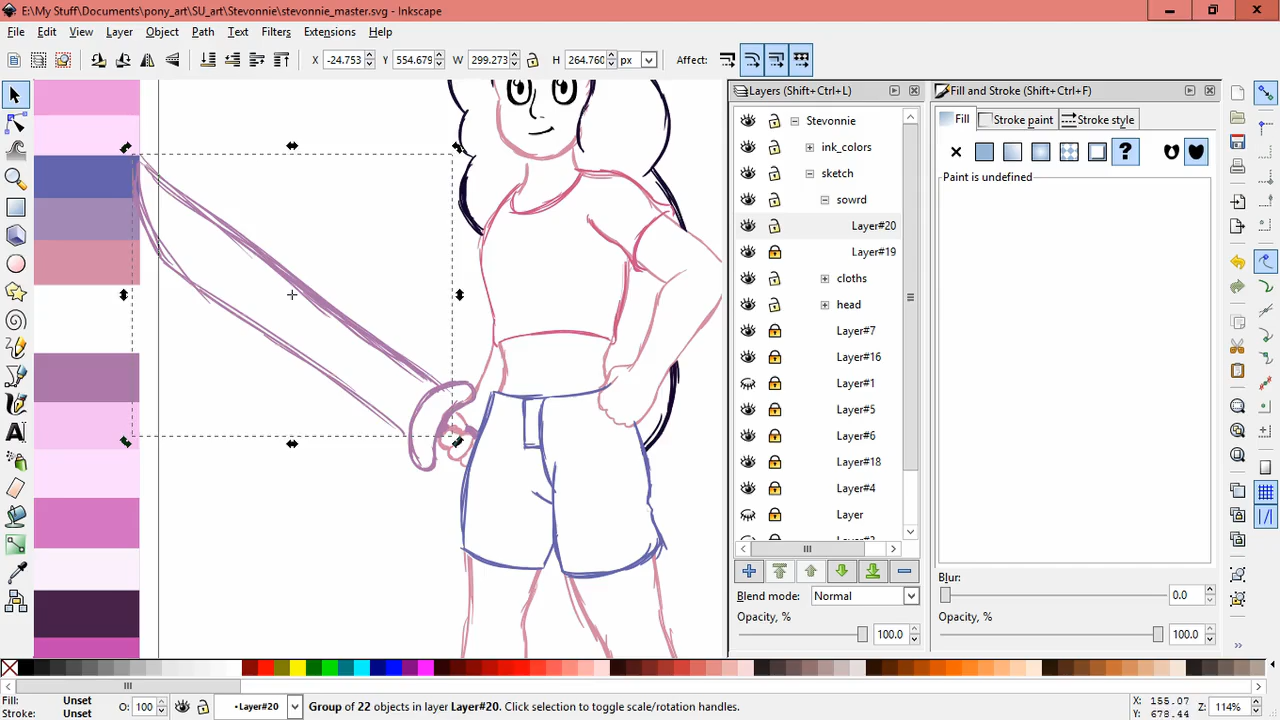 E:\My Stuff\Documents\pony_art\SU_art\Stevonnie\stevonnie_master.svg - Inkscape
File Edit View Layer Object Path Text Filters Extensions Help
X -24.753 Y 554.679 W 299.273 H 264.760 px Affect:
Layers (Shift+Ctrl+L)
Stevonnie
ink_colors
sketch
sowrd
Layer#20
Layer#19
cloths
head
Layer#7
Layer#16
Layer#1
Layer#5
Layer#6
Layer#18
Layer#4
Layer
Blend mode: Normal
Opacity, %
100.0
Fill and Stroke (Shift+Ctrl+F)
Fill Stroke paint Stroke style
?
Paint is undefined
Blur:
0.0
Opacity, %
100.0
Fill: Unset
Stroke: Unset
O: 100
•Layer#20
Group of 22 objects in layer Layer#20. Click selection to toggle scale/rotation handles.
X: 155.07
Y: 678.44
Z: 114%